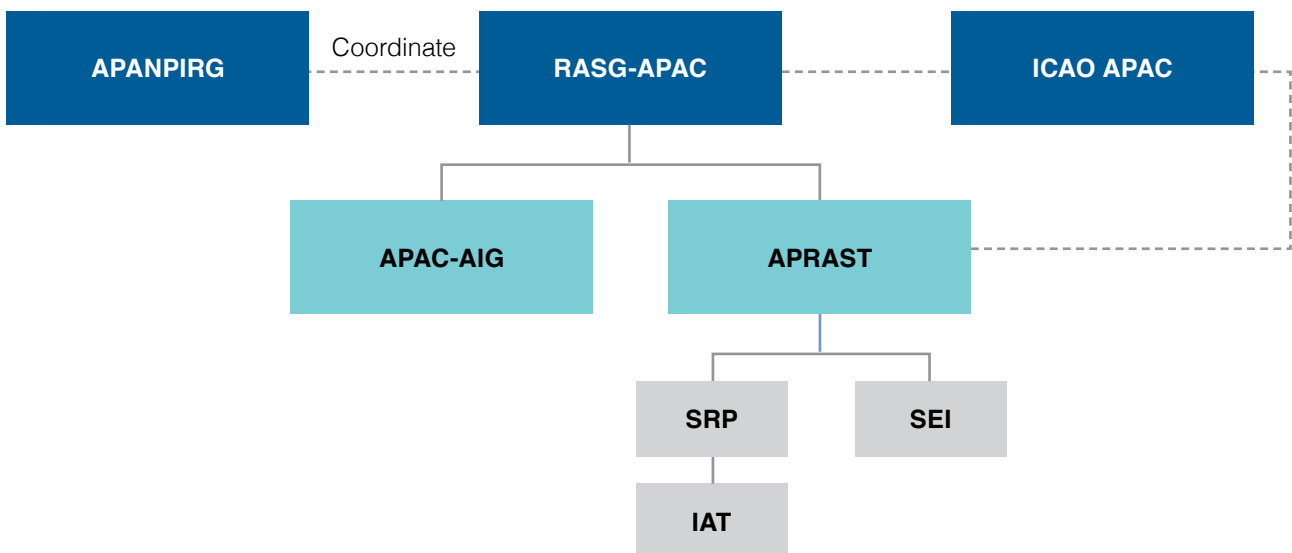 APANPIRG
Coordinate
RASG-APAC
ICAO APAC
APAC-AIG
APRAST
SRP
SEI
IAT